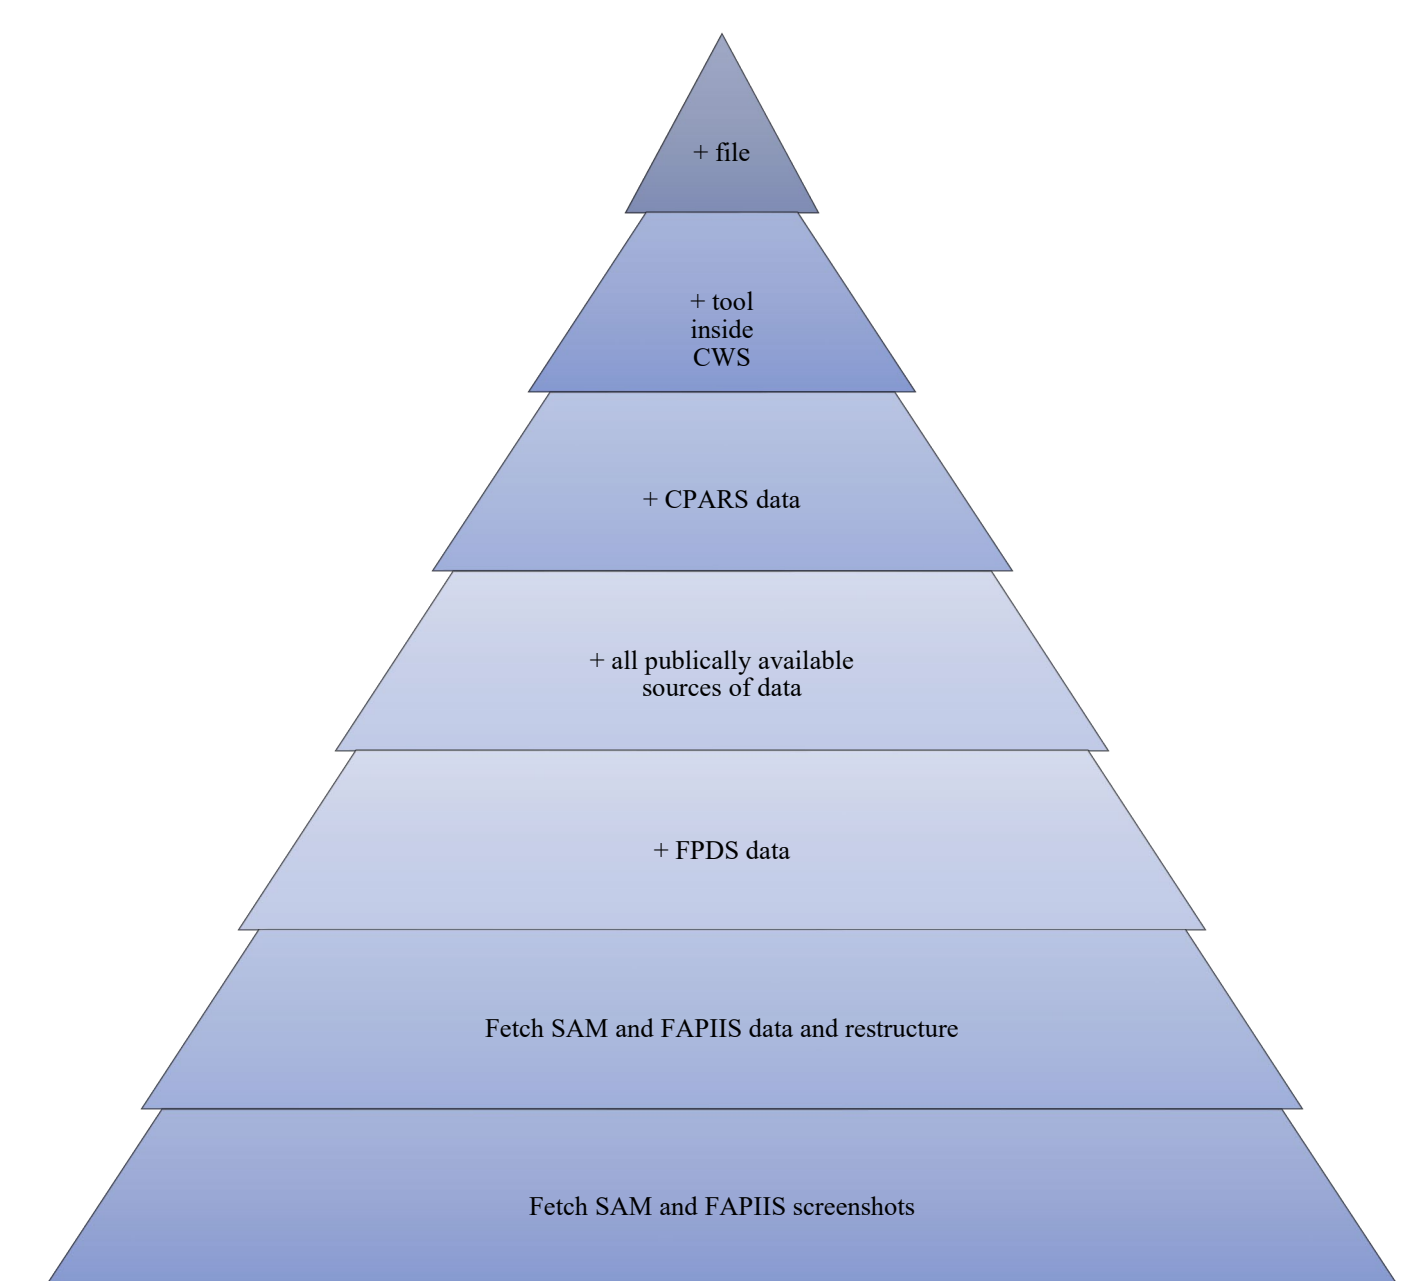 + file
+ tool
inside
CWS
+ CPARS data
+ all publically available
sources of data
+ FPDS data
Fetch SAM and FAPIIS data and restructure
Fetch SAM and FAPIIS screenshots